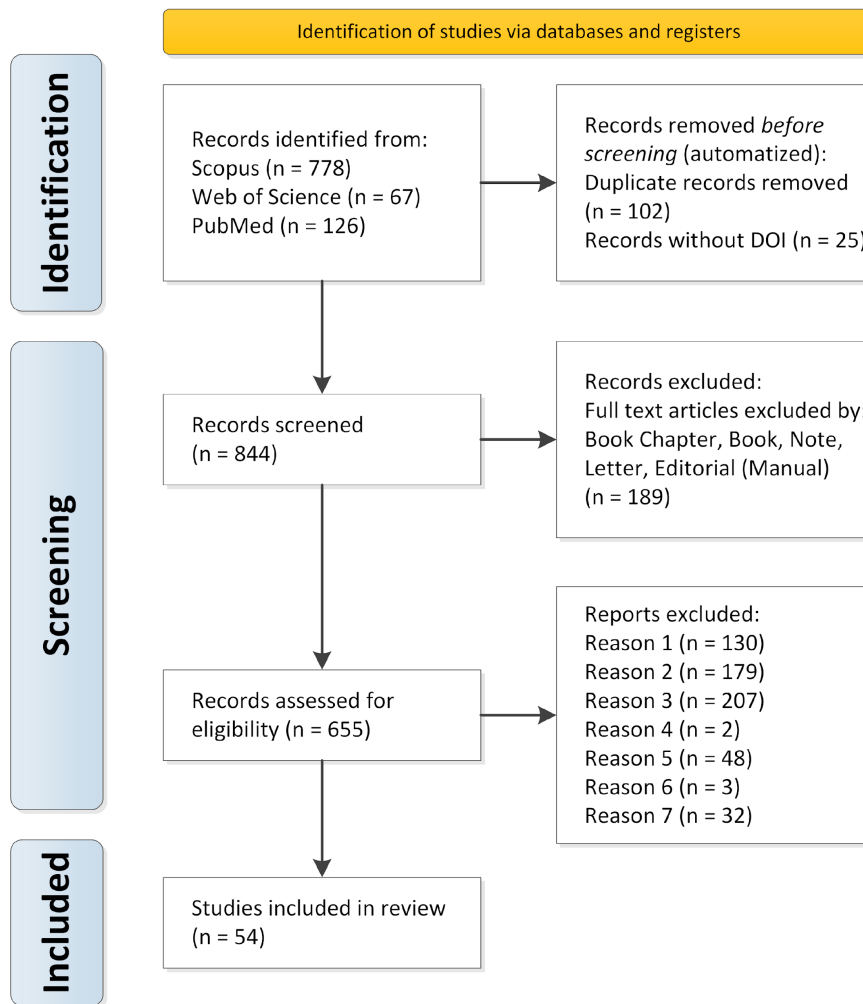 Identification of studies via databases and registers
Identification
Records identified from:
Scopus (n = 778)
Web of Science (n = 67)
PubMed (n = 126)
Records removed before
screening (automatized):
Duplicate records removed
(n = 102)
Records without DOI (n = 25)
Screening
Records screened
(n = 844)
Records excluded:
Full text articles excluded by:
Book Chapter, Book, Note,
Letter, Editorial (Manual)
(n = 189)
Records assessed for
eligibility (n = 655)
Reports excluded:
Reason 1 (n = 130)
Reason 2 (n = 179)
Reason 3 (n = 207)
Reason 4 (n = 2)
Reason 5 (n = 48)
Reason 6 (n = 3)
Reason 7 (n = 32)
Included
Studies included in review
(n = 54)